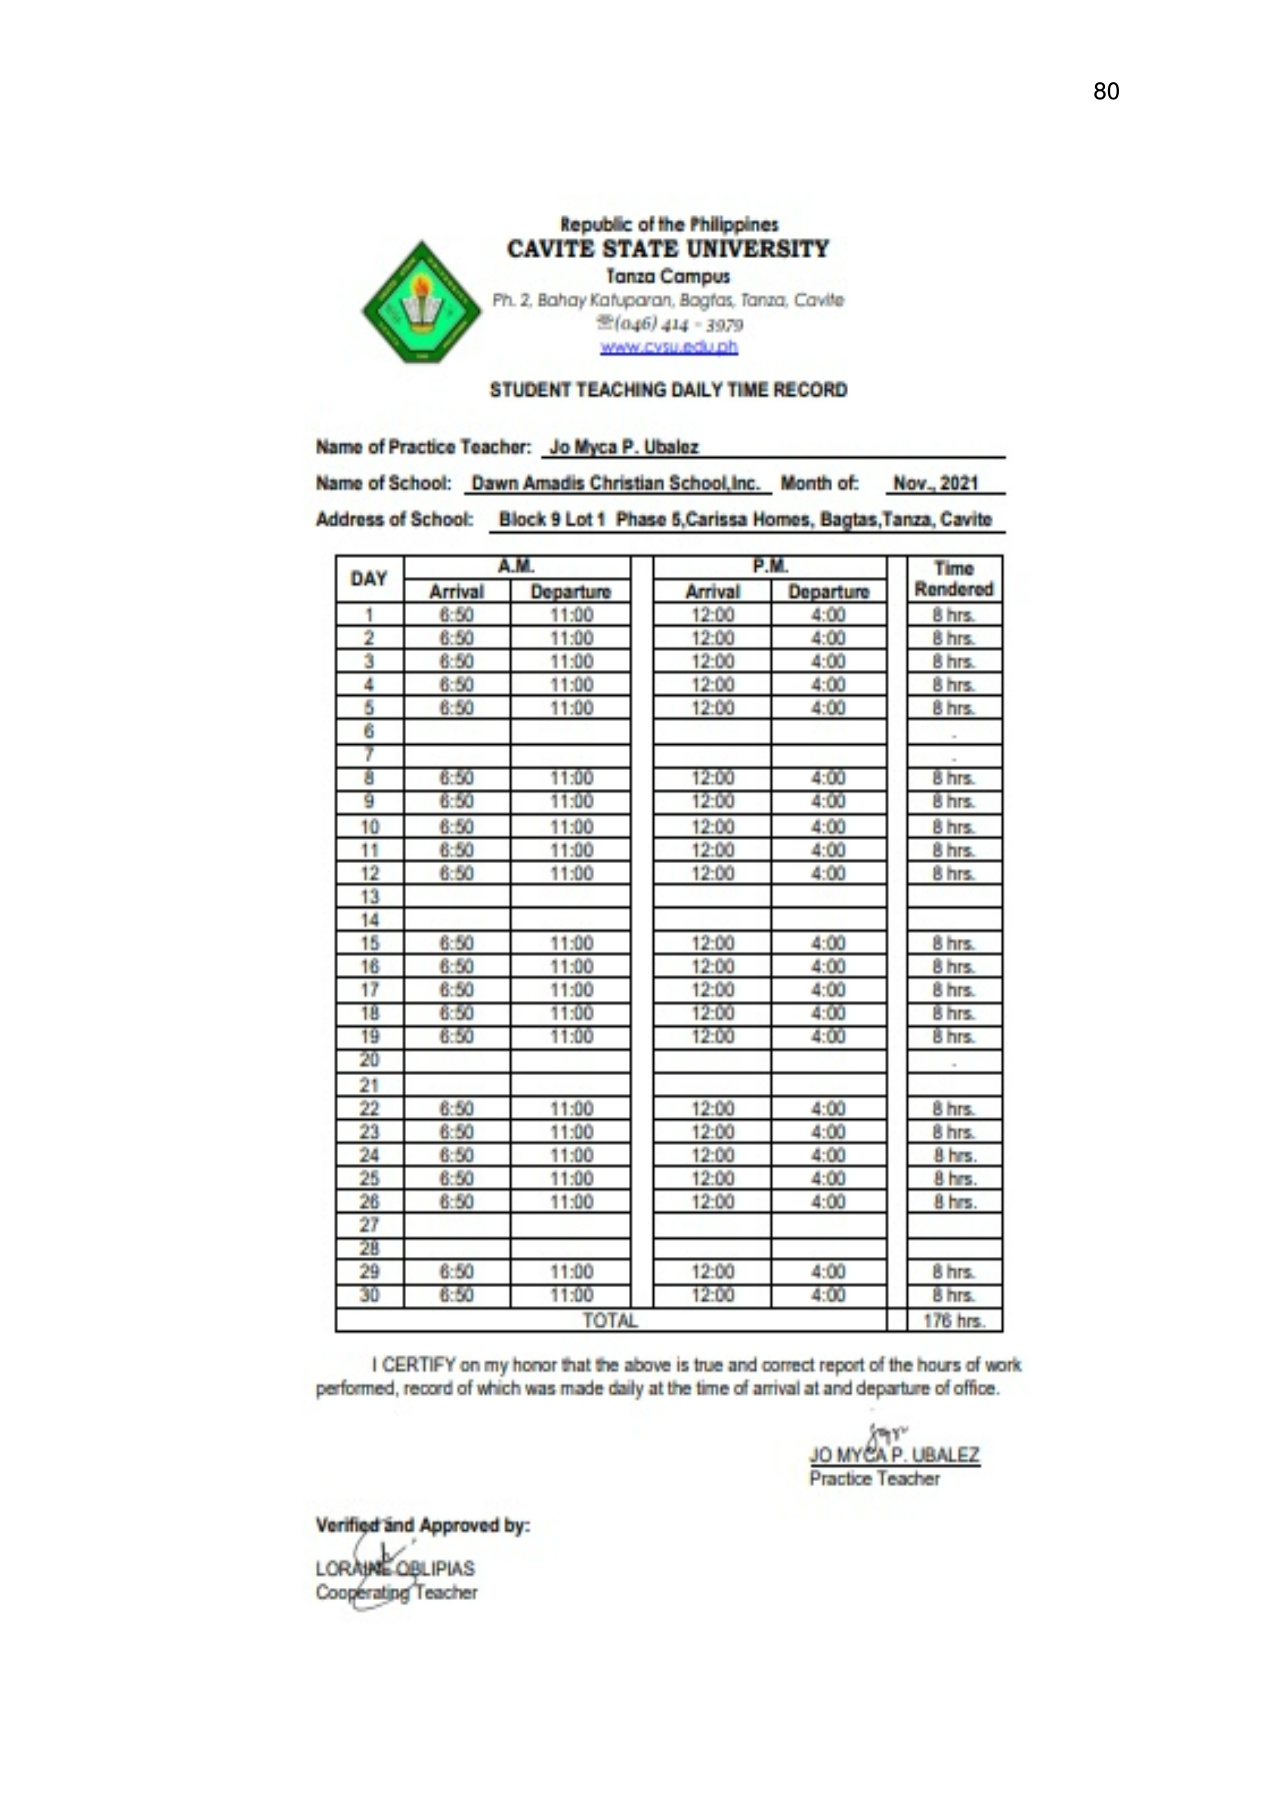 80
Republic of the Philippines
CAVITE STATE UNIVERSITY
Tanza Campus
Ph. 2, Bahay Katuparan, Bagtas, Tanza, Cavite
☏(046) 414 - 3979
www.cvsu.edu.ph
STUDENT TEACHING DAILY TIME RECORD
Name of Practice Teacher: Jo Myca P. Ubalez
Name of School: Dawn Amadis Christian School,Inc. Month of: Nov., 2021
Address of School: Block 9 Lot 1 Phase 5,Carissa Homes, Bagtas,Tanza, Cavite
DAY A.M. P.M. Time Rendered
Arrival Departure Arrival Departure
1 6:50 11:00 12:00 4:00 8 hrs.
2 6:50 11:00 12:00 4:00 8 hrs.
3 6:50 11:00 12:00 4:00 8 hrs.
4 6:50 11:00 12:00 4:00 8 hrs.
5 6:50 11:00 12:00 4:00 8 hrs.
6 .
7 .
8 6:50 11:00 12:00 4:00 8 hrs.
9 6:50 11:00 12:00 4:00 8 hrs.
10 6:50 11:00 12:00 4:00 8 hrs.
11 6:50 11:00 12:00 4:00 8 hrs.
12 6:50 11:00 12:00 4:00 8 hrs.
13
14
15 6:50 11:00 12:00 4:00 8 hrs.
16 6:50 11:00 12:00 4:00 8 hrs.
17 6:50 11:00 12:00 4:00 8 hrs.
18 6:50 11:00 12:00 4:00 8 hrs.
19 6:50 11:00 12:00 4:00 8 hrs.
20 .
21
22 6:50 11:00 12:00 4:00 8 hrs.
23 6:50 11:00 12:00 4:00 8 hrs.
24 6:50 11:00 12:00 4:00 8 hrs.
25 6:50 11:00 12:00 4:00 8 hrs.
26 6:50 11:00 12:00 4:00 8 hrs.
27
28
29 6:50 11:00 12:00 4:00 8 hrs.
30 6:50 11:00 12:00 4:00 8 hrs.
TOTAL 176 hrs.
I CERTIFY on my honor that the above is true and correct report of the hours of work
performed, record of which was made daily at the time of arrival at and departure of office.
JO MYCA P. UBALEZ
Practice Teacher
Verified and Approved by:
LORAINE OBLIPIAS
Cooperating Teacher